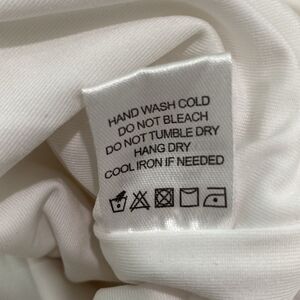 HAND WASH COLD
DO NOT BLEACH
DO NOT TUMBLE DRY
HANG DRY
COOL IRON IF NEEDED